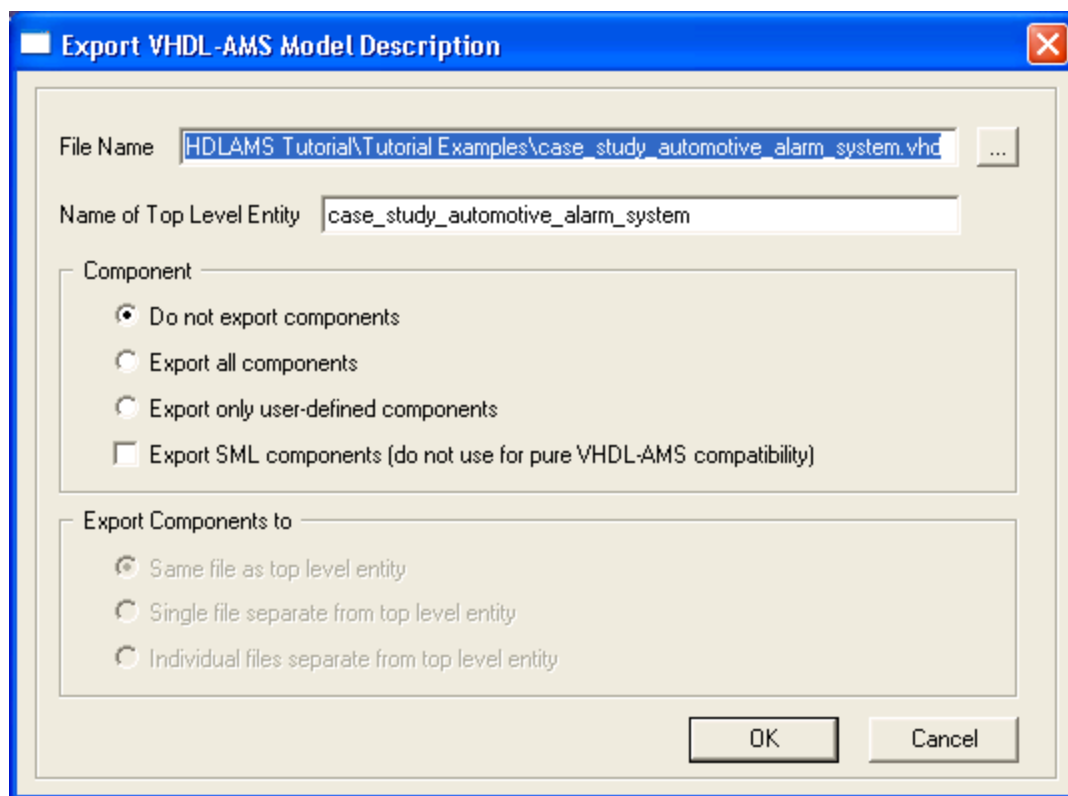 Export VHDL-AMS Model Description
File Name HDLAMS Tutorial\Tutorial Examples\case_study_automotive_alarm_system.vhd ...
Name of Top Level Entity case_study_automotive_alarm_system
Component
Do not export components
Export all components
Export only user-defined components
Export SML components (do not use for pure VHDL-AMS compatibility)
Export Components to
Same file as top level entity
Single file separate from top level entity
Individual files separate from top level entity
OK Cancel